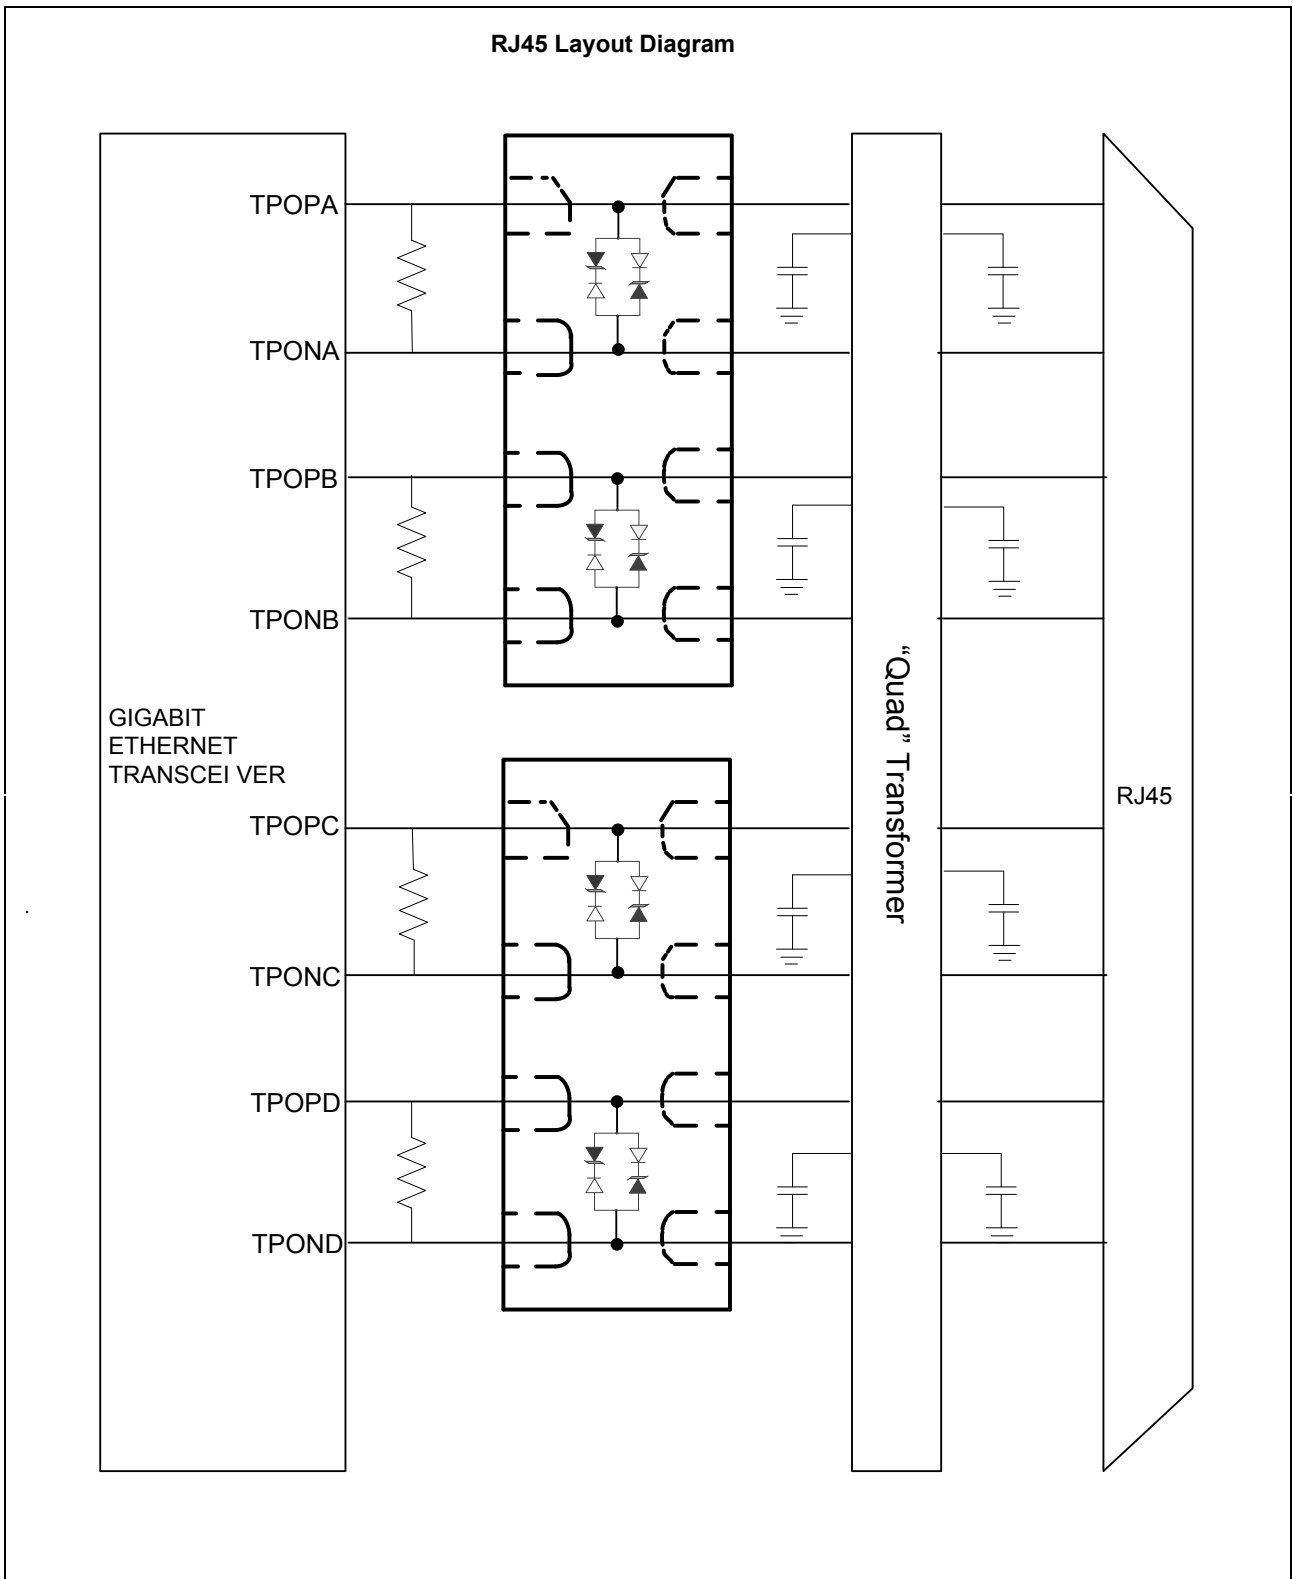 RJ45 Layout Diagram
TPOPA
TPONA
TPOPB
TPONB
GIGABIT
ETHERNET
TRANSCEI VER
TPOPC
TPONC
TPOPD
TPOND
"Quad" Transformer
RJ45